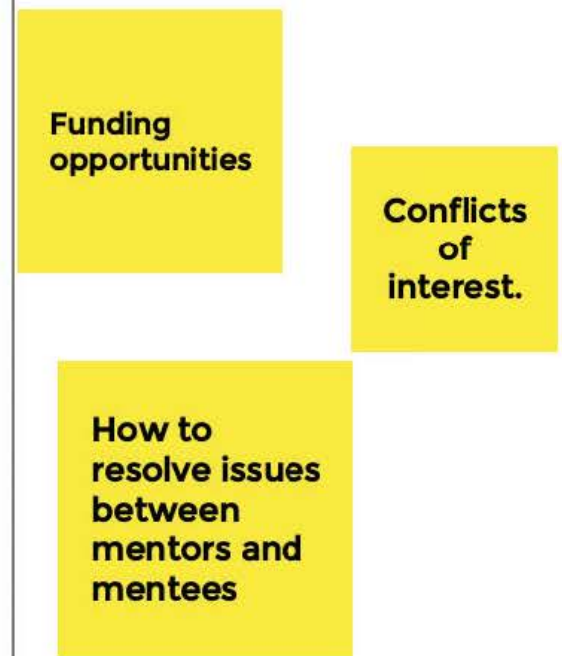 Funding
opportunities
Conflicts
of
interest.
How to
resolve issues
between
mentors and
mentees